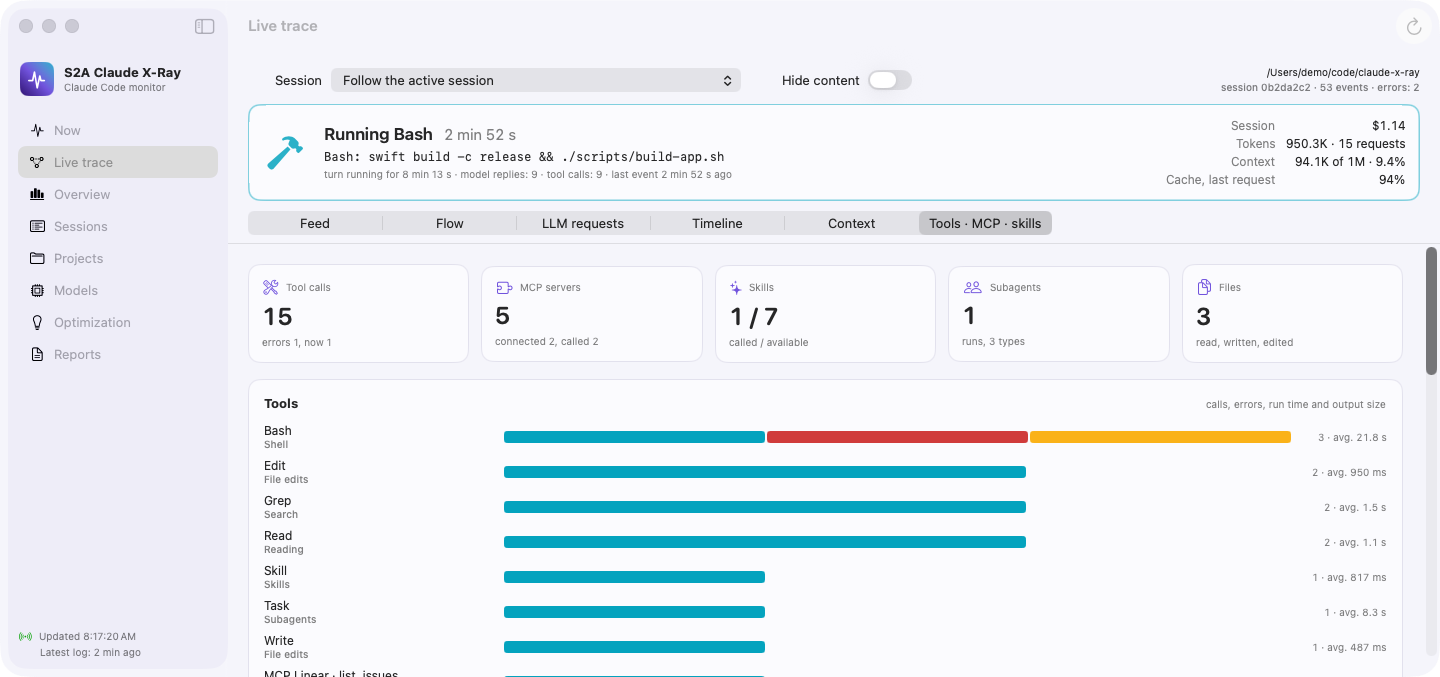 Live trace
S2A Claude X-Ray
Claude Code monitor
Now
Live trace
Overview
Sessions
Projects
Models
Optimization
Reports
Updated 8:17:20 AM
Latest log: 2 min ago
Session
Follow the active session
Hide content
/Users/demo/code/claude-x-ray
session 0b2da2c2 · 53 events · errors: 2
Running Bash 2 min 52 s
Bash: swift build -c release && ./scripts/build-app.sh
turn running for 8 min 13 s · model replies: 9 · tool calls: 9 · last event 2 min 52 s ago
Session $1.14
Tokens 950.3K · 15 requests
Context 94.1K of 1M · 9.4%
Cache, last request 94%
Feed
Flow
LLM requests
Timeline
Context
Tools · MCP · skills
Tool calls
15
errors 1, now 1
MCP servers
5
connected 2, called 2
Skills
1 / 7
called / available
Subagents
1
runs, 3 types
Files
3
read, written, edited
Tools
calls, errors, run time and output size
Bash
Shell
3 · avg. 21.8 s
Edit
File edits
2 · avg. 950 ms
Grep
Search
2 · avg. 1.5 s
Read
Reading
2 · avg. 1.1 s
Skill
Skills
1 · avg. 817 ms
Task
Subagents
1 · avg. 8.3 s
Write
File edits
1 · avg. 487 ms
MCP Linear · list_issues